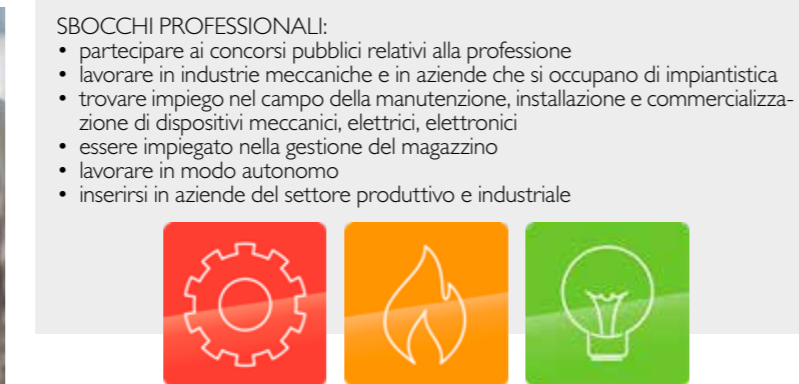 SBOCCHI PROFESSIONALI:
• partecipare ai concorsi pubblici relativi alla professione
• lavorare in industrie meccaniche e in aziende che si occupano di impiantistica
• trovare impiego nel campo della manutenzione, installazione e commercializza-
zione di dispositivi meccanici, elettrici, elettronici
• essere impiegato nella gestione del magazzino
• lavorare in modo autonomo
• inserirsi in aziende del settore produttivo e industriale